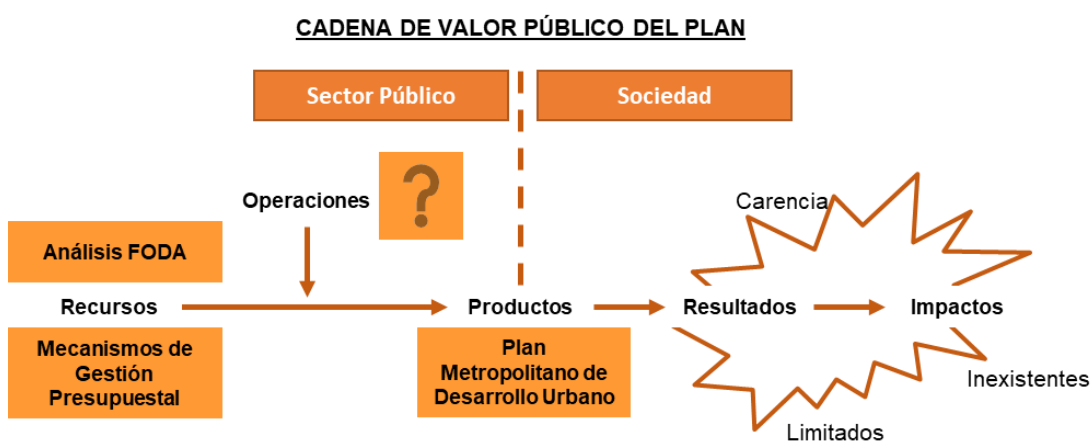 CADENA DE VALOR PÚBLICO DEL PLAN
Sector Público
Sociedad
Operaciones
?
Carencia
Análisis FODA
Recursos
Productos
Resultados
Impactos
Mecanismos de
Gestión
Presupuestal
Plan
Metropolitano de
Desarrollo Urbano
Inexistentes
Limitados